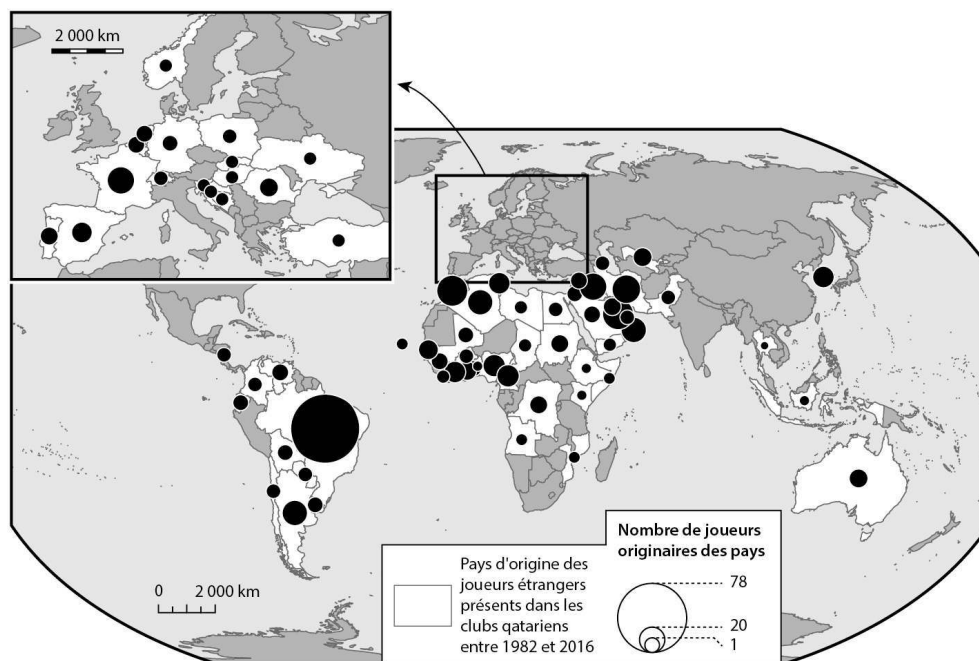 2 000 km
0 2 000 km
Pays d'origine des
joueurs étrangers
présents dans les
clubs qatariens
entre 1982 et 2016
Nombre de joueurs
originaires des pays
78
20
1